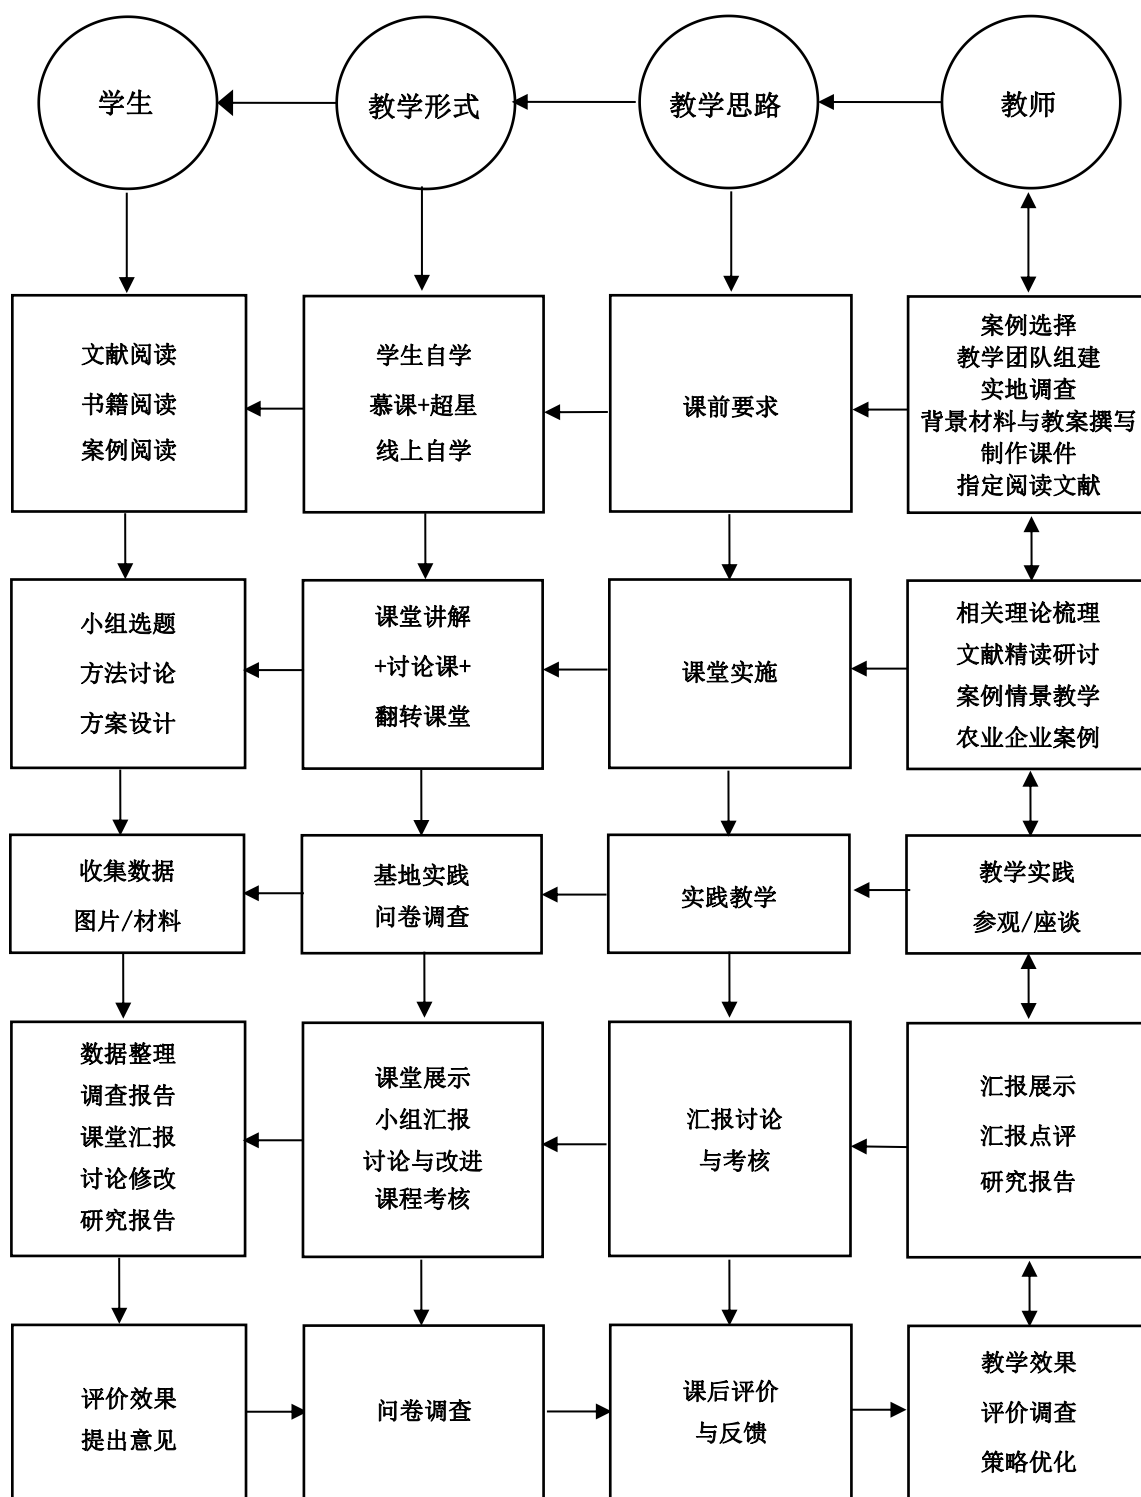 学生
教学形式
教学思路
教师
文献阅读
书籍阅读
案例阅读
学生自学
慕课+超星
线上自学
课前要求
案例选择
教学团队组建
实地调查
背景材料与教案撰写
制作课件
指定阅读文献
小组选题
方法讨论
方案设计
课堂讲解
+讨论课+
翻转课堂
课堂实施
相关理论梳理
文献精读研讨
案例情景教学
农业企业案例
收集数据
图片/材料
基地实践
问卷调查
实践教学
教学实践
参观/座谈
数据整理
调查报告
课堂汇报
讨论修改
研究报告
课堂展示
小组汇报
讨论与改进
课程考核
汇报讨论
与考核
汇报展示
汇报点评
研究报告
评价效果
提出意见
问卷调查
课后评价
与反馈
教学效果
评价调查
策略优化